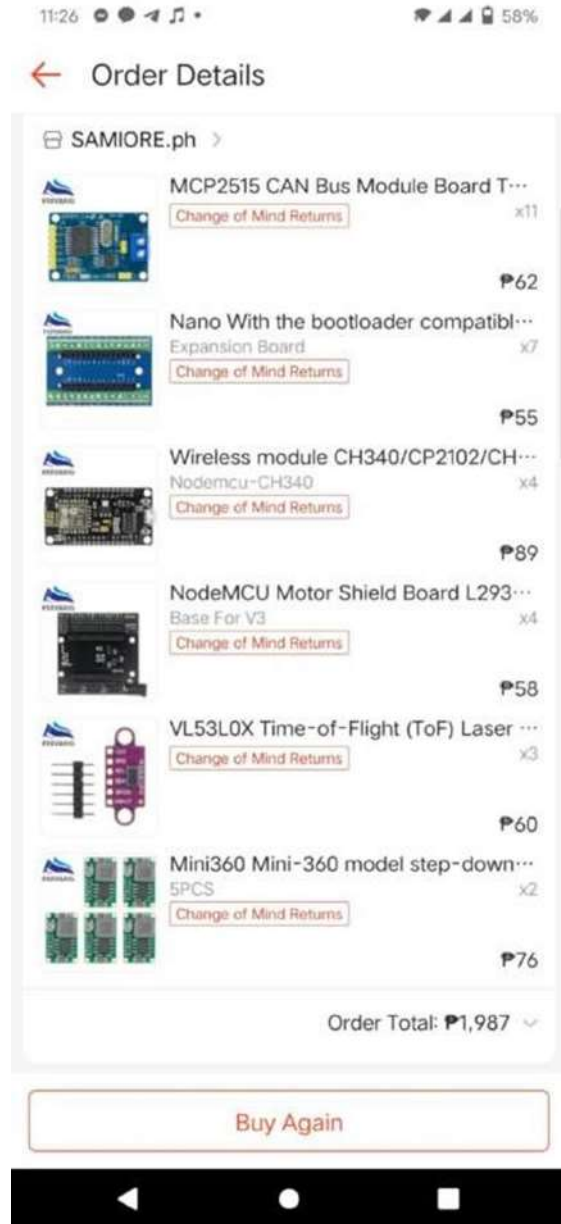 11:26
58%
Order Details
SAMIORE.ph
MCP2515 CAN Bus Module Board T···
Change of Mind Returns
x11
₱62
Nano With the bootloader compatibl···
Expansion Board
x7
Change of Mind Returns
₱55
Wireless module CH340/CP2102/CH···
Nodemcu-CH340
x4
Change of Mind Returns
₱89
NodeMCU Motor Shield Board L293···
Base For V3
x4
Change of Mind Returns
₱58
VL53L0X Time-of-Flight (ToF) Laser ···
Change of Mind Returns
x3
₱60
Mini360 Mini-360 model step-down···
5PCS
x2
Change of Mind Returns
₱76
Order Total: ₱1,987
Buy Again